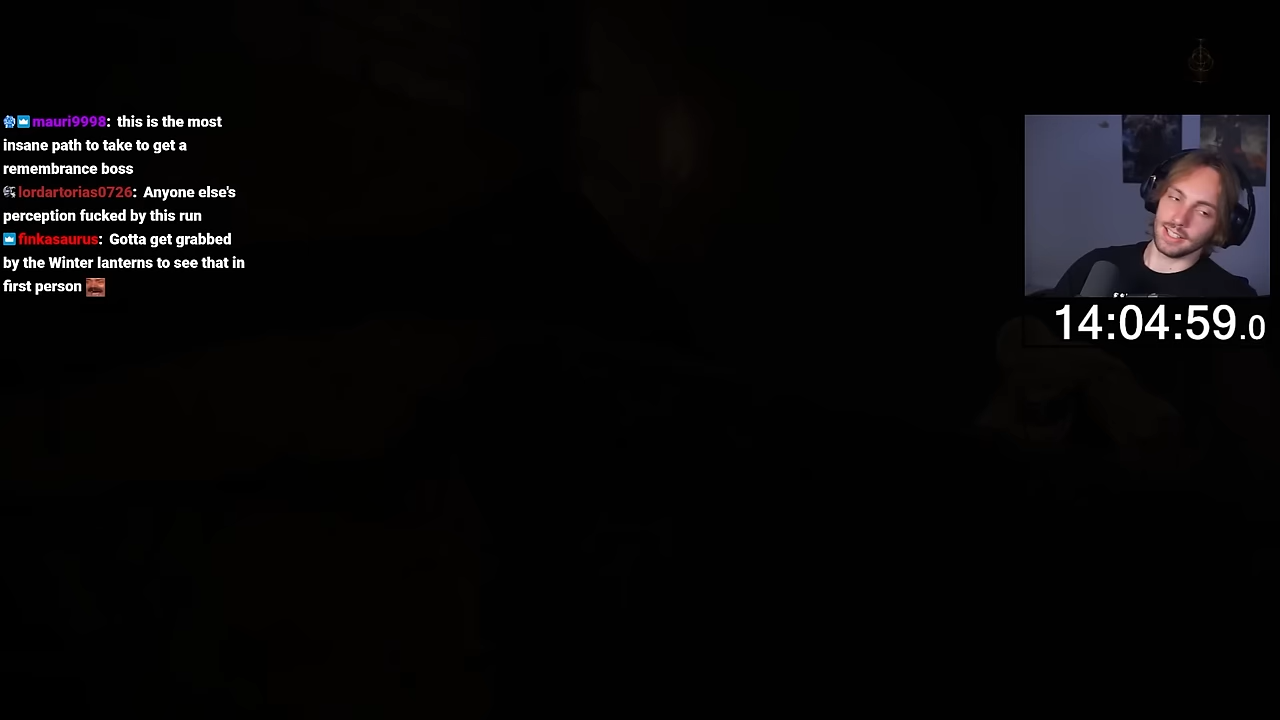 mauri9998: this is the most
insane path to take to get a
remembrance boss
lordartorias0726: Anyone else's
perception fucked by this run
finkasaurus: Gotta get grabbed
by the Winter lanterns to see that in
first person
14:04:59.0